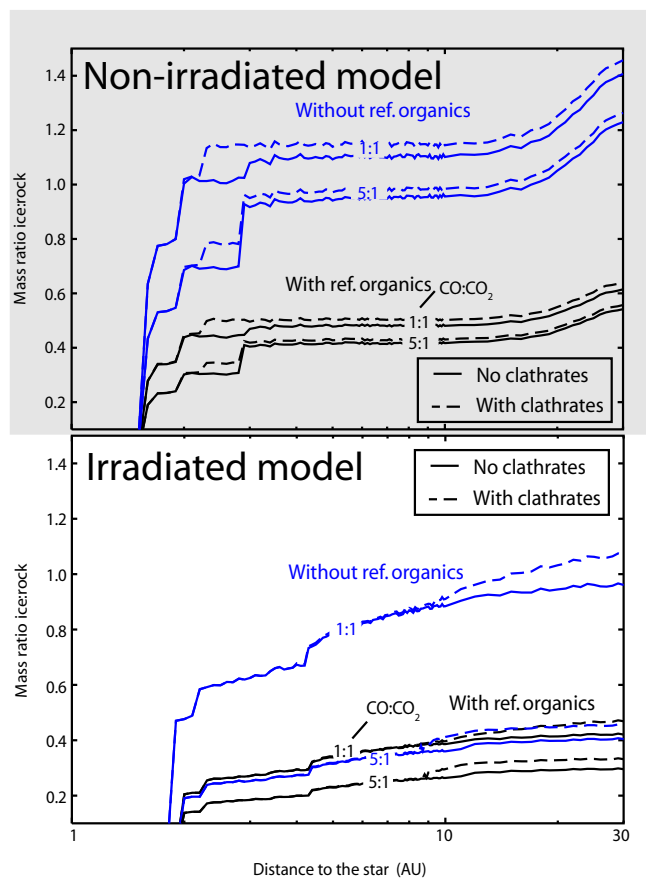 Non-irradiated model
Without ref. organics
1:1
5:1
With ref. organics
CO:CO₂
1:1
5:1
No clathrates
With clathrates
Mass ratio ice:rock
1.4
1.2
1.0
0.8
0.6
0.4
0.2
Irradiated model
No clathrates
With clathrates
Without ref. organics
1:1
CO:CO₂
With ref. organics
1:1
5:1
5:1
Mass ratio ice:rock
1.4
1.2
1.0
0.8
0.6
0.4
0.2
1 10 30
Distance to the star (AU)